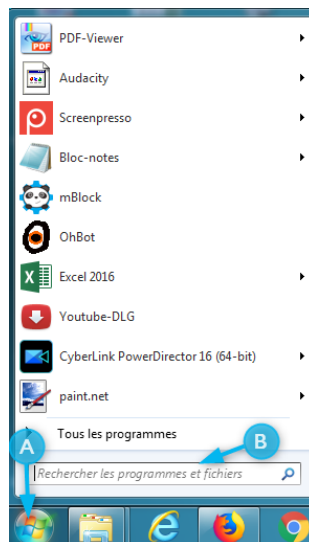 PDF-Viewer
Audacity
Screenpresso
Bloc-notes
mBlock
OhBot
Excel 2016
Youtube-DLG
CyberLink PowerDirector 16 (64-bit)
paint.net
Tous les programmes
A
B
Rechercher les programmes et fichiers